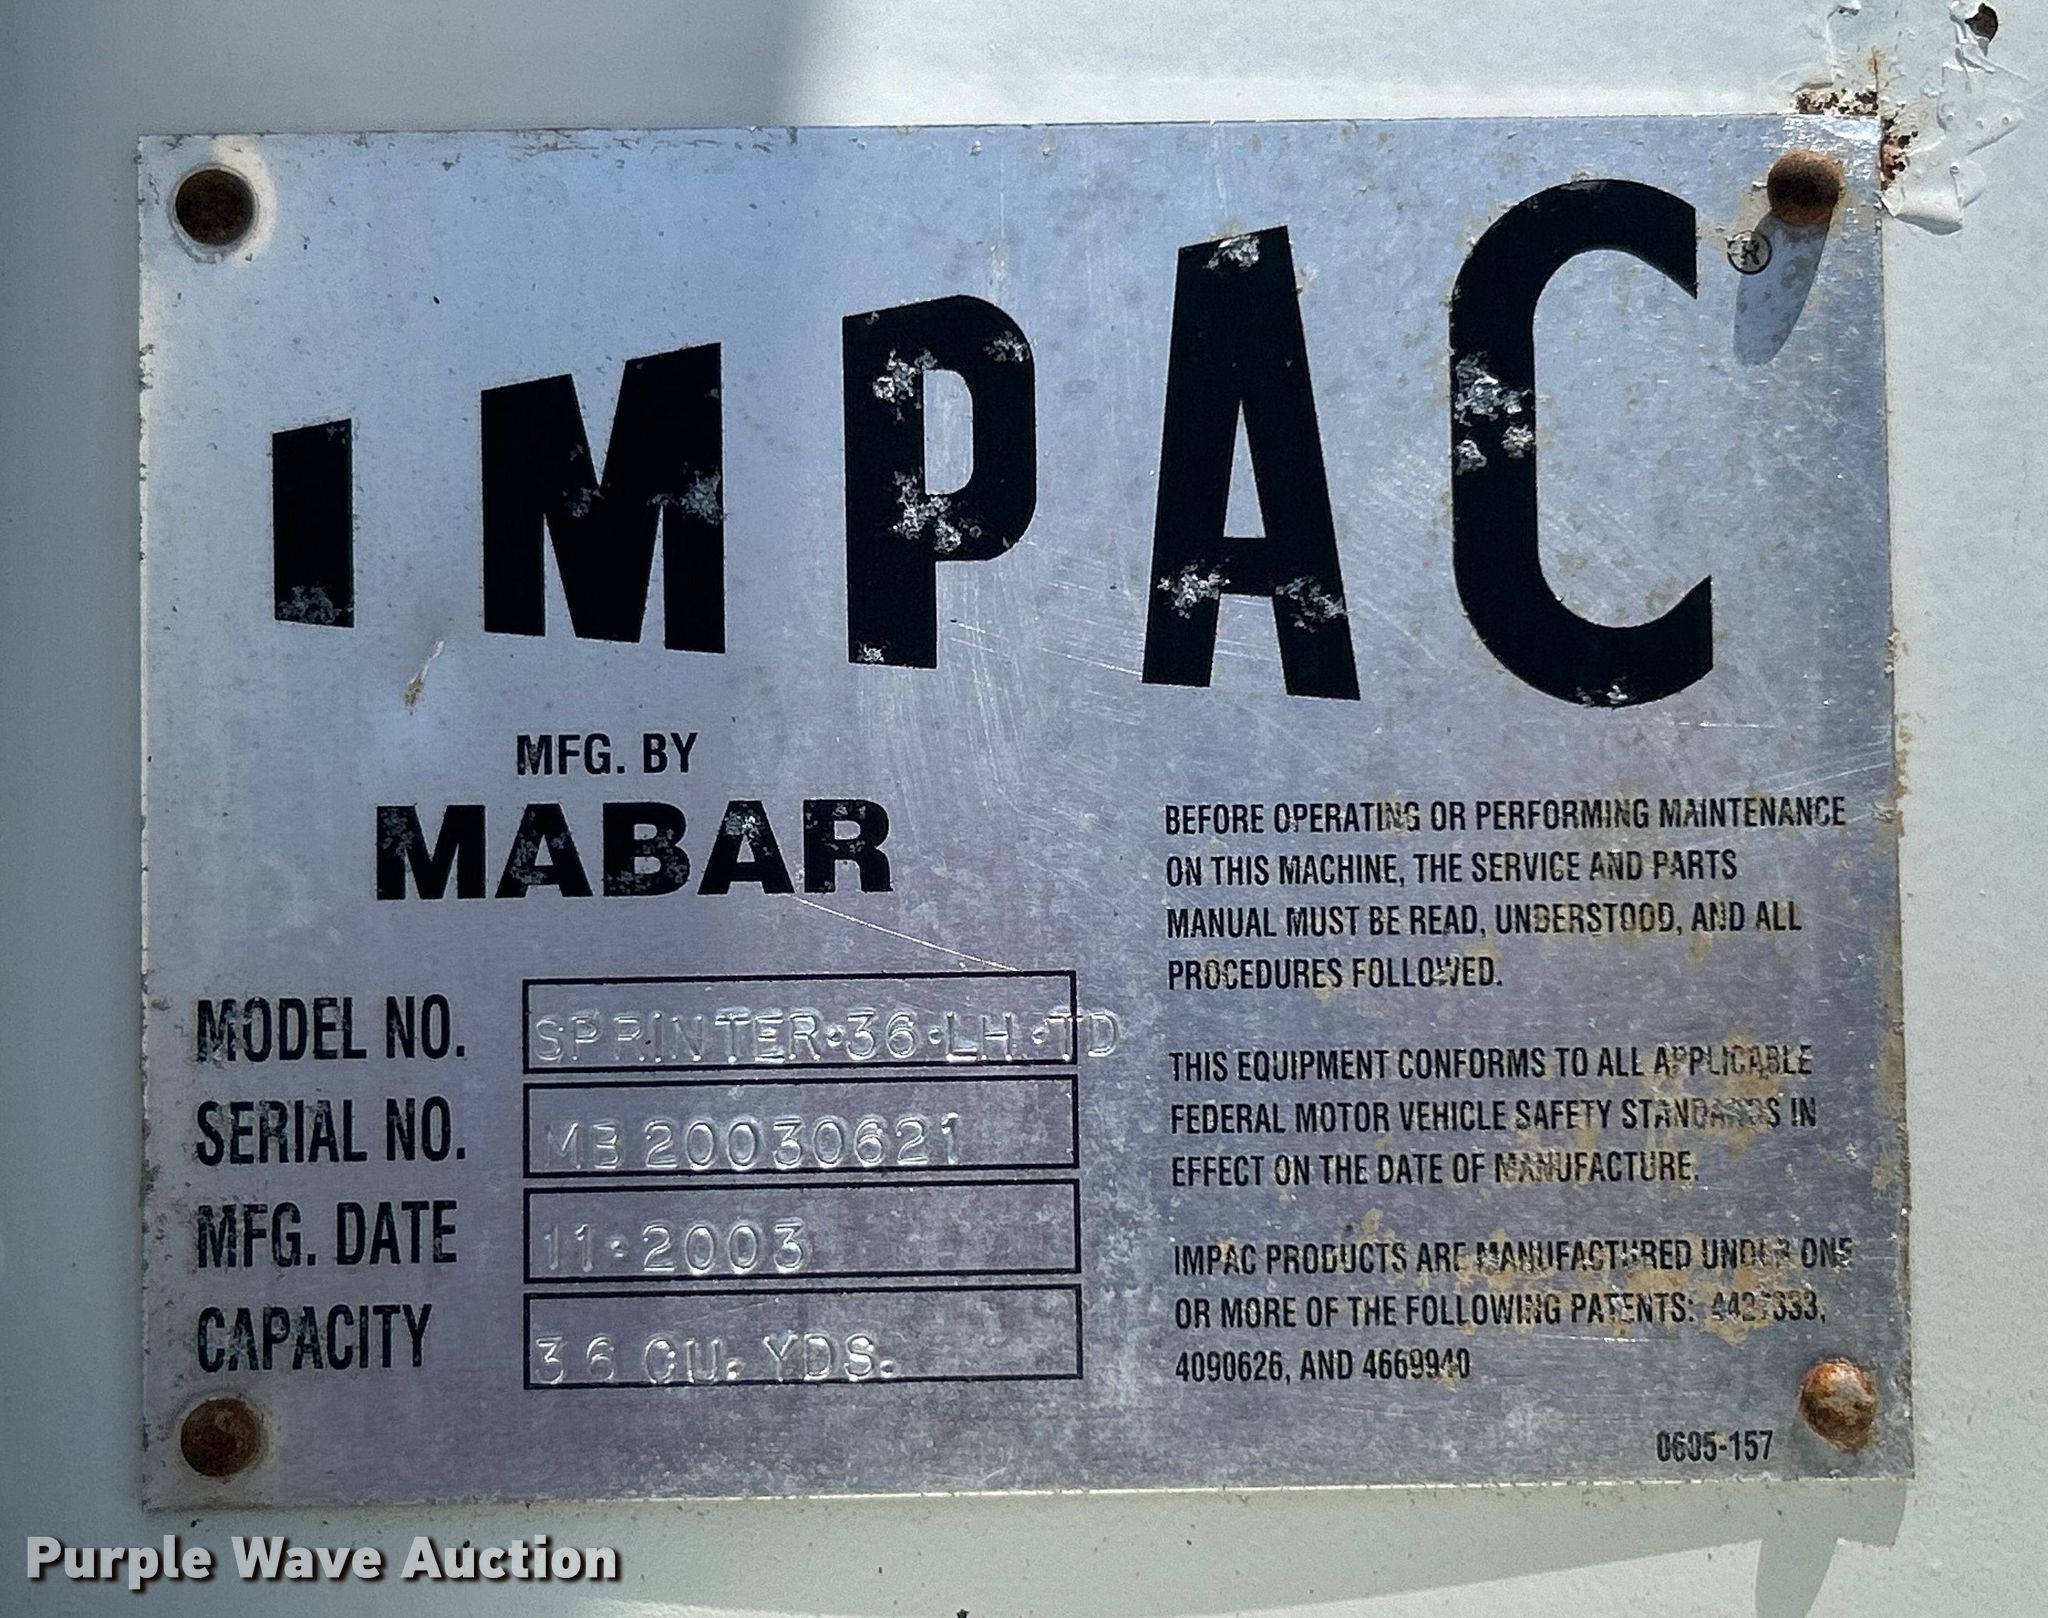 IMPAC®
MFG. BY
MABAR
MODEL NO. SPRINTER·36·LH·TD
SERIAL NO. MB20030621
MFG. DATE 11·2003
CAPACITY 36 CU. YDS.
BEFORE OPERATING OR PERFORMING MAINTENANCE
ON THIS MACHINE, THE SERVICE AND PARTS
MANUAL MUST BE READ, UNDERSTOOD, AND ALL
PROCEDURES FOLLOWED.
THIS EQUIPMENT CONFORMS TO ALL APPLICABLE
FEDERAL MOTOR VEHICLE SAFETY STANDARDS IN
EFFECT ON THE DATE OF MANUFACTURE.
IMPAC PRODUCTS ARE MANUFACTURED UNDER ONE
OR MORE OF THE FOLLOWING PATENTS:
4090626, AND 4669940
0605-157
Purple Wave Auction